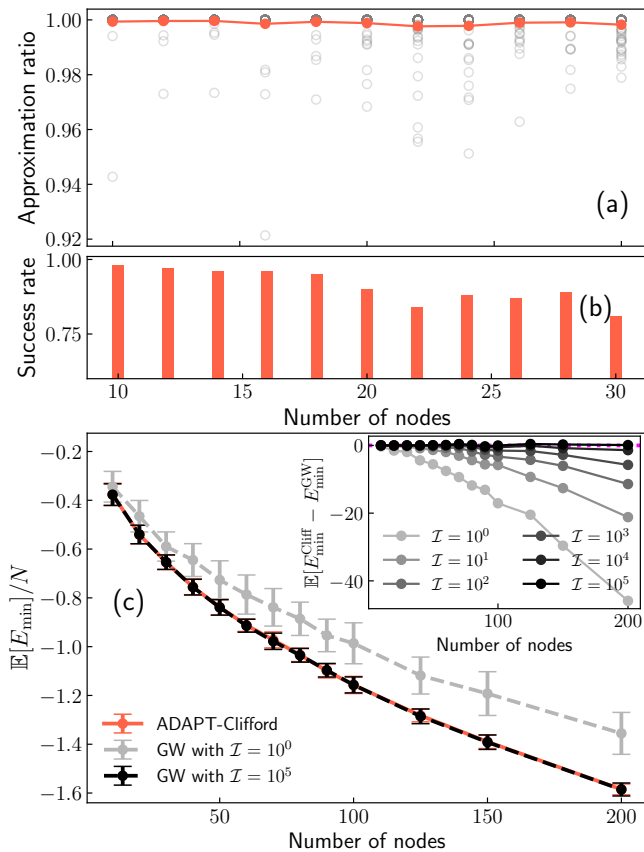 1.00
0.98
0.96
0.94
0.92
Approximation ratio
(a)
1.00
0.75
Success rate
(b)
10 15 20 25 30
Number of nodes
−0.2
−0.4
−0.6
−0.8
−1.0
−1.2
−1.4
−1.6
𝔼[E_min]/N
(c)
ADAPT-Clifford
GW with ℐ = 10^0
GW with ℐ = 10^5
0
−20
−40
𝔼[E_min^Cliff − E_min^GW]
ℐ = 10^0
ℐ = 10^1
ℐ = 10^2
ℐ = 10^3
ℐ = 10^4
ℐ = 10^5
100 200
Number of nodes
50 100 150 200
Number of nodes